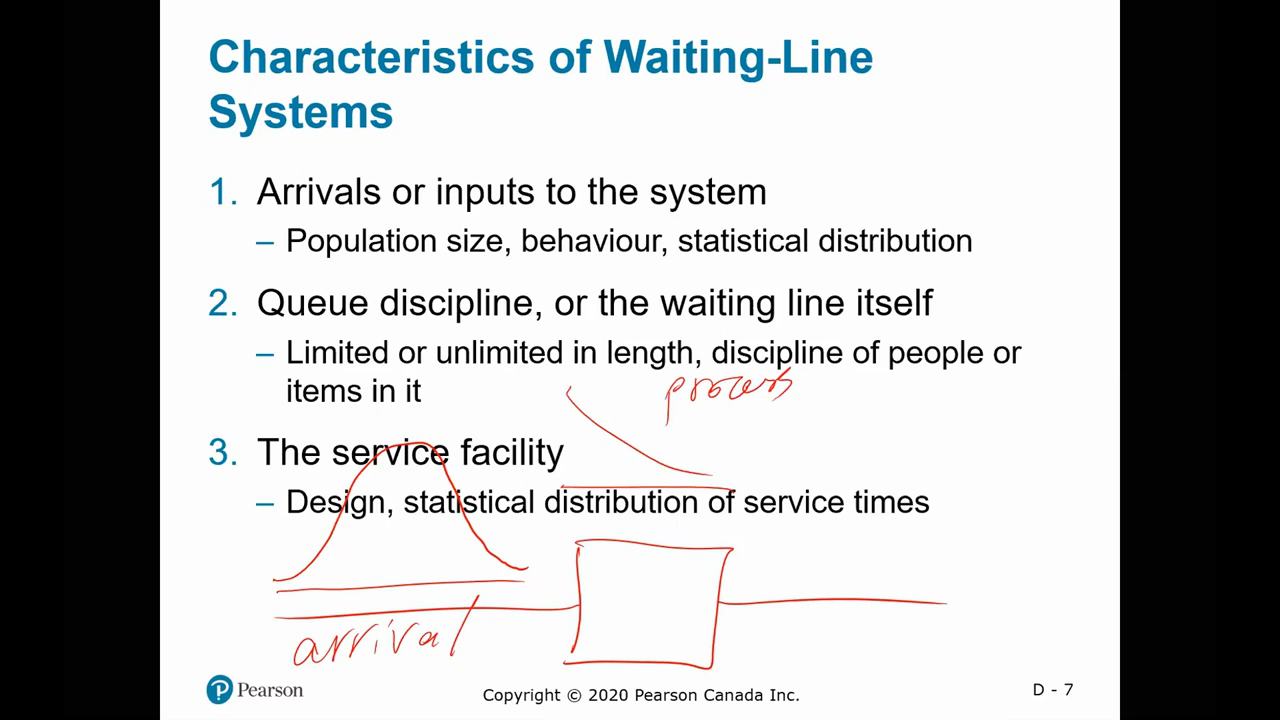 Characteristics of Waiting-Line
Systems
1. Arrivals or inputs to the system
– Population size, behaviour, statistical distribution
2. Queue discipline, or the waiting line itself
– Limited or unlimited in length, discipline of people or
items in it
process
3. The service facility
– Design, statistical distribution of service times
arrival
Pearson
Copyright © 2020 Pearson Canada Inc.
D - 7